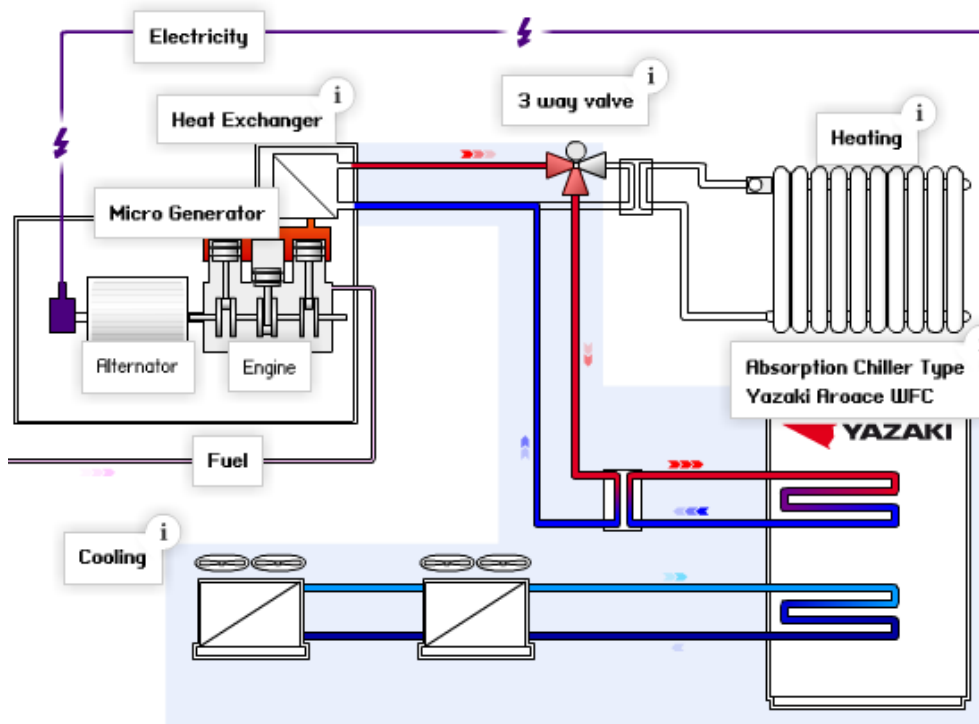 Electricity
i
3 way valve
i
Heat Exchanger
i
Heating
Micro Generator
Alternator
Engine
Absorption Chiller Type
Yazaki Aroace WFC
YAZAKI
Fuel
i
Cooling